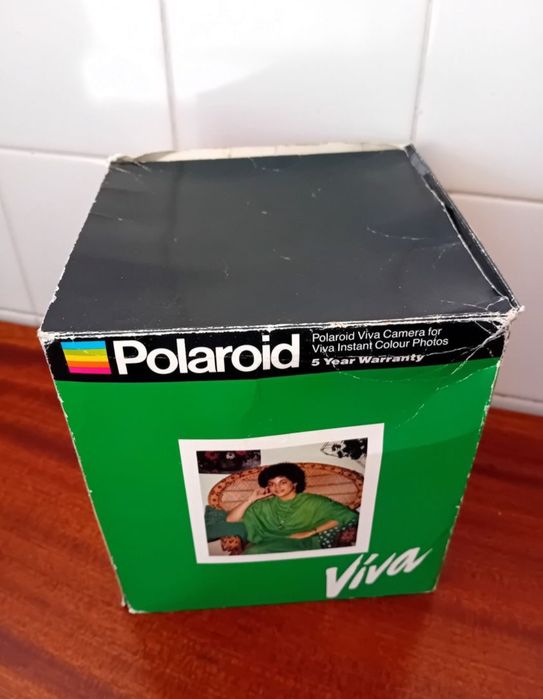 Polaroid
Polaroid Viva Camera for
Viva Instant Colour Photos
5 Year Warranty
Viva